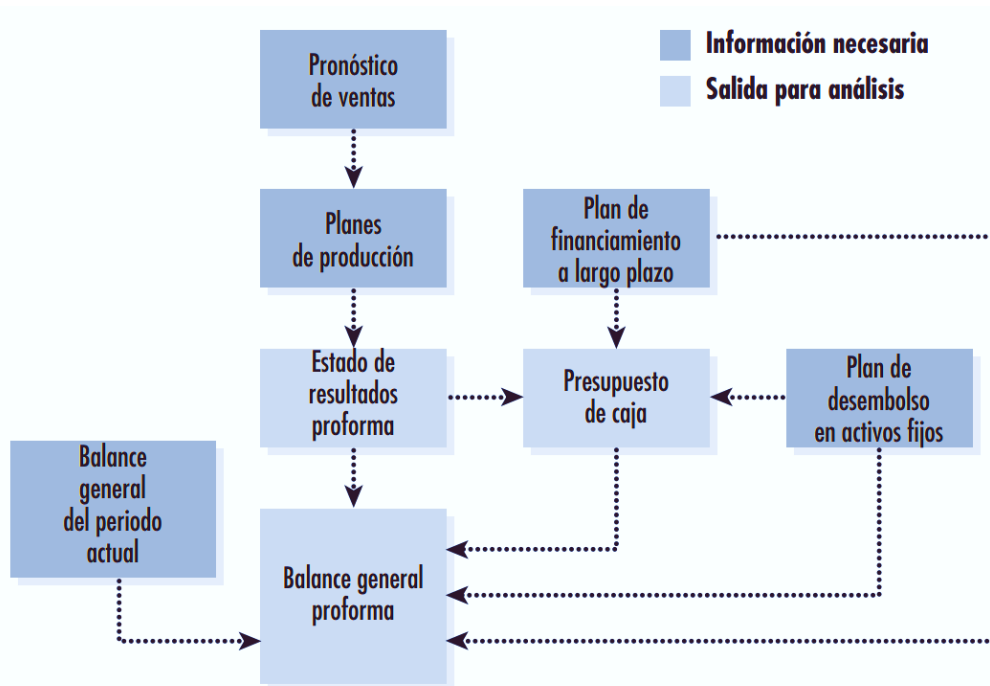 Información necesaria
Salida para análisis
Pronóstico
de ventas
Planes
de producción
Plan de
financiamiento
a largo plazo
Estado de
resultados
proforma
Presupuesto
de caja
Plan de
desembolso
en activos fijos
Balance
general
del periodo
actual
Balance general
proforma